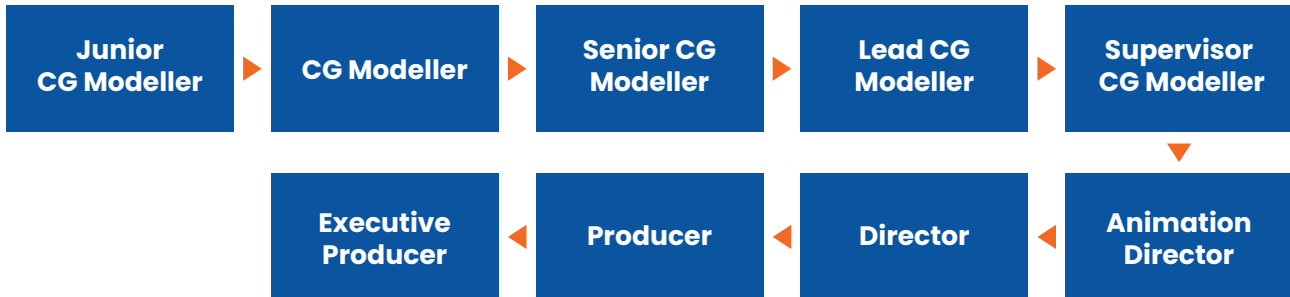 Junior
CG Modeller
CG Modeller
Senior CG
Modeller
Lead CG
Modeller
Supervisor
CG Modeller
Animation
Director
Director
Producer
Executive
Producer